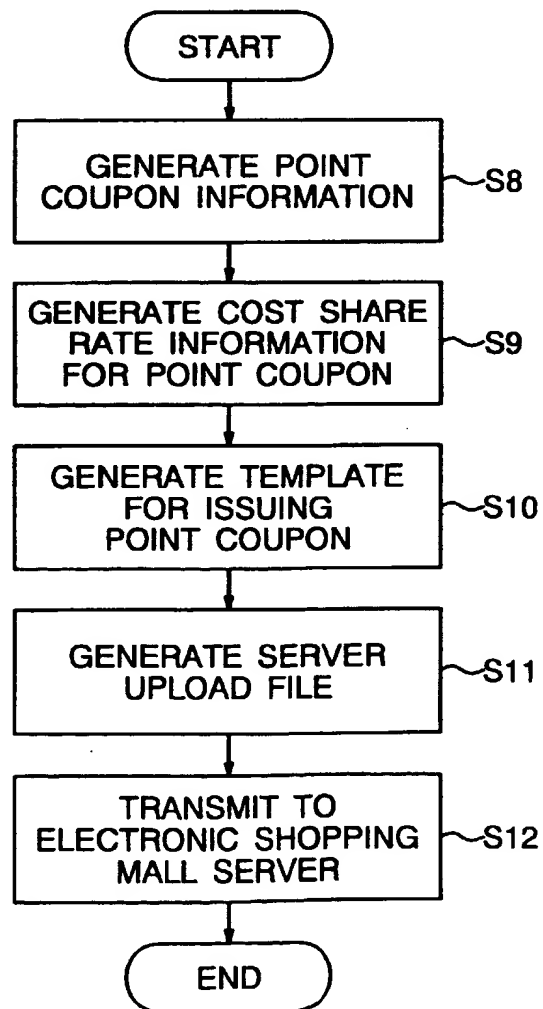 START
GENERATE POINT
COUPON INFORMATION
S8
GENERATE COST SHARE
RATE INFORMATION
FOR POINT COUPON
S9
GENERATE TEMPLATE
FOR ISSUING
POINT COUPON
S10
GENERATE SERVER
UPLOAD FILE
S11
TRANSMIT TO
ELECTRONIC SHOPPING
MALL SERVER
S12
END